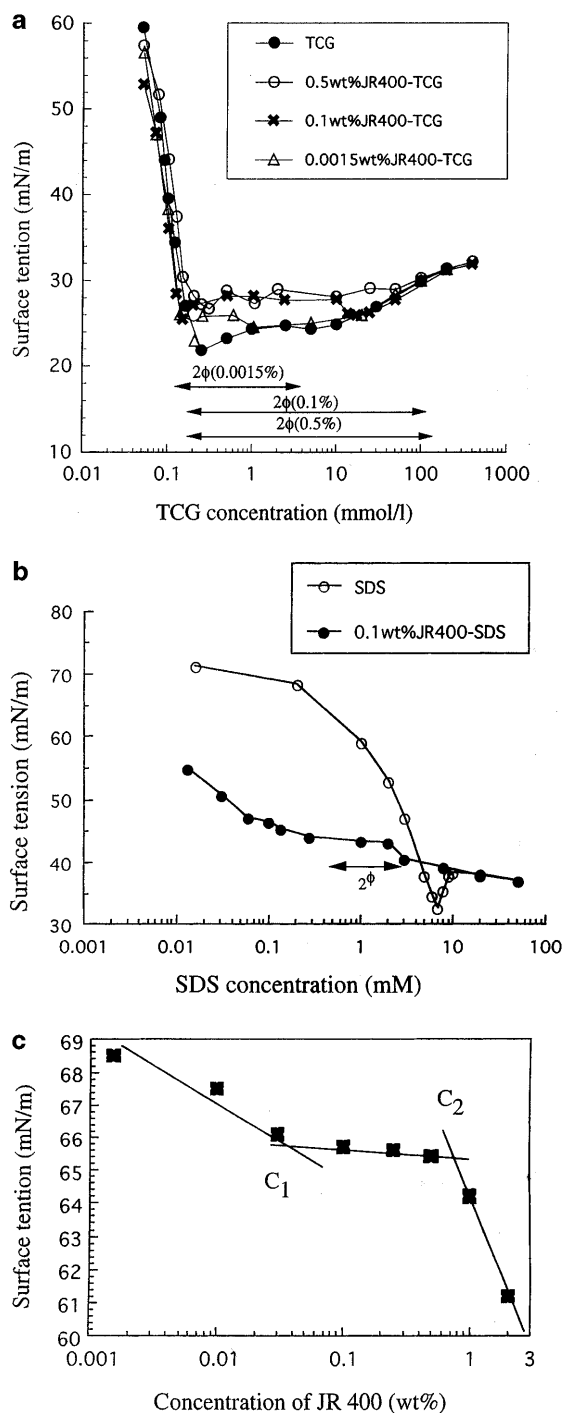 a
60
50
40
30
20
10
Surface tention (mN/m)
TCG
0.5wt%JR400-TCG
0.1wt%JR400-TCG
0.0015wt%JR400-TCG
2ϕ(0.0015%)
2ϕ(0.1%)
2ϕ(0.5%)
0.01 0.1 1 10 100 1000
TCG concentration (mmol/l)
b
SDS
0.1wt%JR400-SDS
80
70
60
50
40
30
Surface tension (mN/m)
2ϕ
0.001 0.01 0.1 1 10 100
SDS concentration (mM)
c
69
68
67
66
65
64
63
62
61
60
Surface tention (mN/m)
C1
C2
0.001 0.01 0.1 1 3
Concentration of JR 400 (wt%)